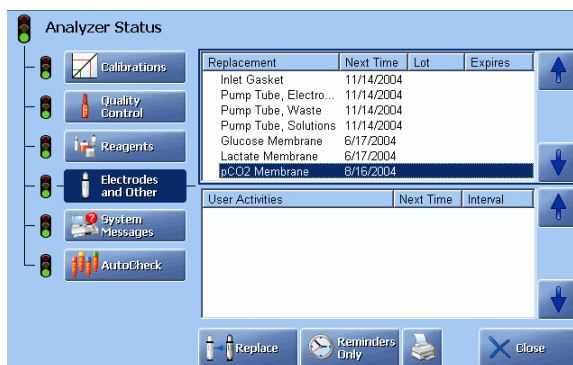 Analyzer Status
Calibrations
Quality
Control
Reagents
Electrodes
and Other
System
Messages
AutoCheck
Replacement Next Time Lot Expires
Inlet Gasket 11/14/2004
Pump Tube, Electro... 11/14/2004
Pump Tube, Waste 11/14/2004
Pump Tube, Solutions 11/14/2004
Glucose Membrane 6/17/2004
Lactate Membrane 6/17/2004
pCO2 Membrane 8/16/2004
User Activities Next Time Interval
Replace
Reminders
Only
Close